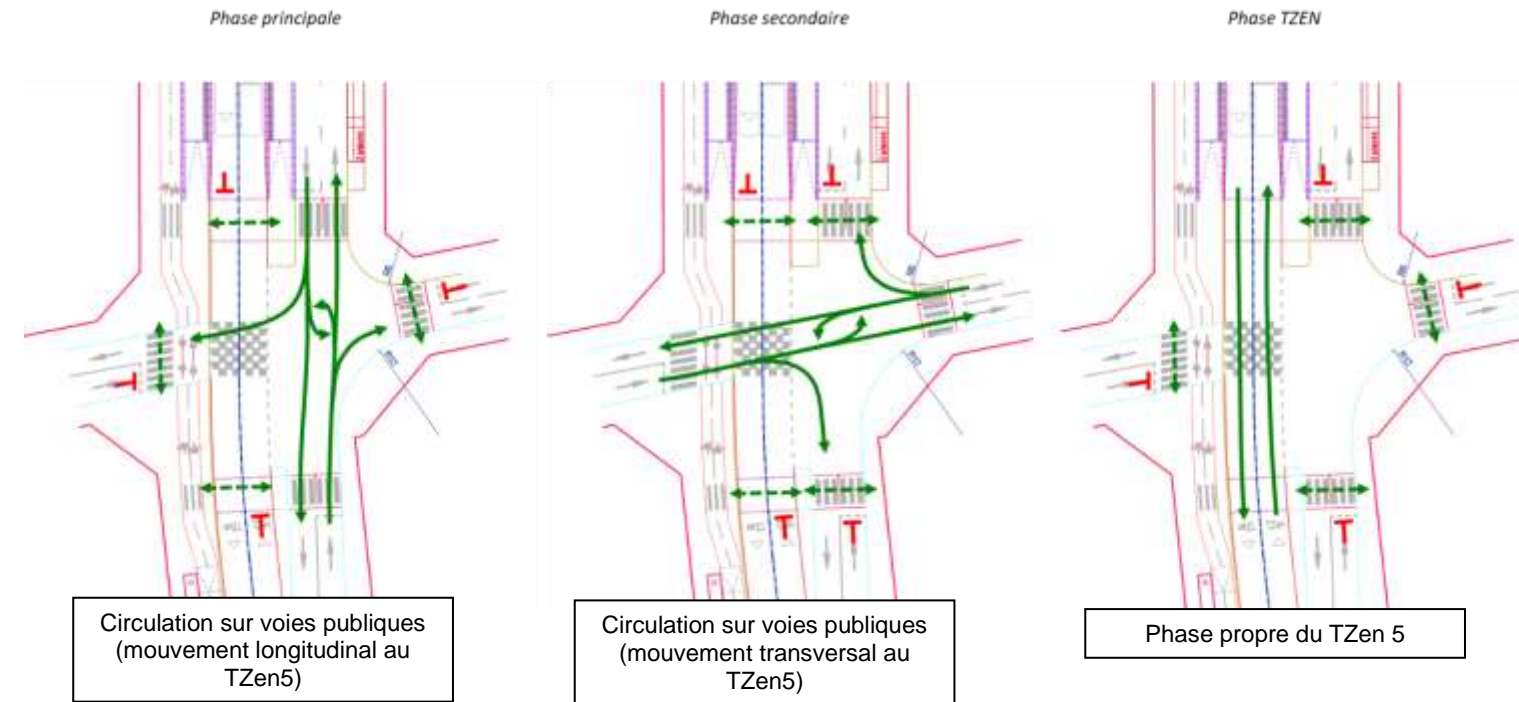 Phase principale
Phase secondaire
Phase TZEN
Circulation sur voies publiques
(mouvement longitudinal au
TZen5)
Circulation sur voies publiques
(mouvement transversal au
TZen5)
Phase propre du TZen 5